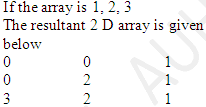 If the array is 1, 2, 3
The resultant 2 D array is given
below
0 0 1
0 2 1
3 2 1